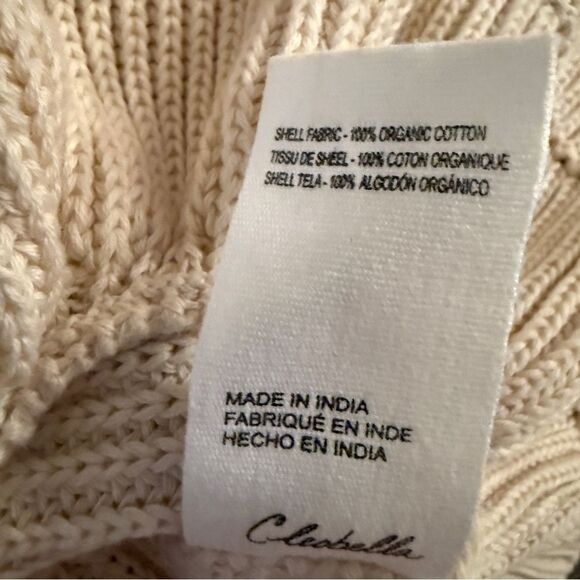 SHELL FABRIC - 100% ORGANIC COTTON
TISSU DE SHEEL - 100% COTON ORGANIQUE
SHELL TELA - 100% ALGODÓN ORGÁNICO
MADE IN INDIA
FABRIQUÉ EN INDE
HECHO EN INDIA
Cleobella